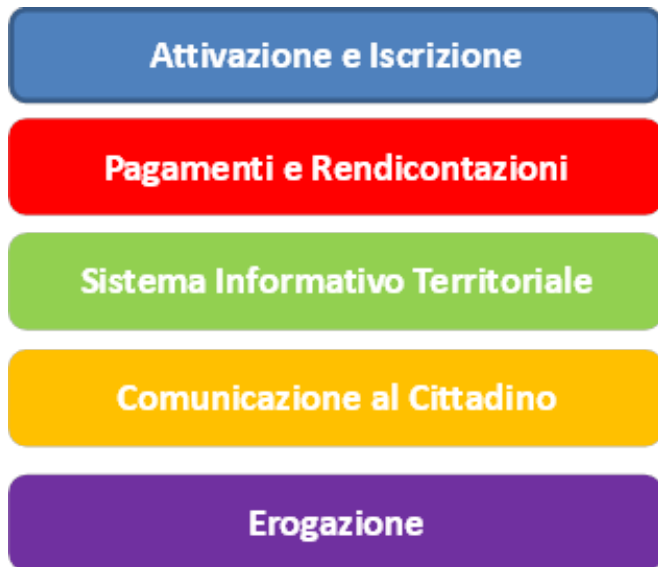 Attivazione e Iscrizione
Pagamenti e Rendicontazioni
Sistema Informativo Territoriale
Comunicazione al Cittadino
Erogazione